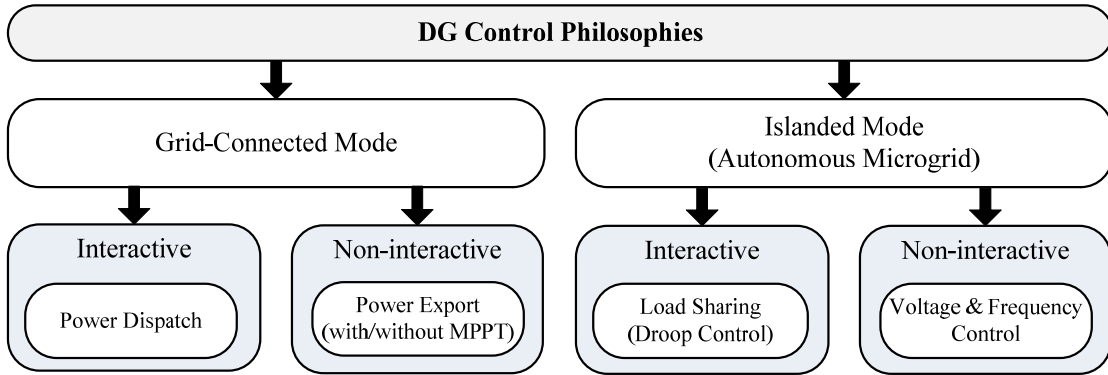 DG Control Philosophies
Grid-Connected Mode
Islanded Mode
(Autonomous Microgrid)
Interactive
Power Dispatch
Non-interactive
Power Export
(with/without MPPT)
Interactive
Load Sharing
(Droop Control)
Non-interactive
Voltage & Frequency
Control